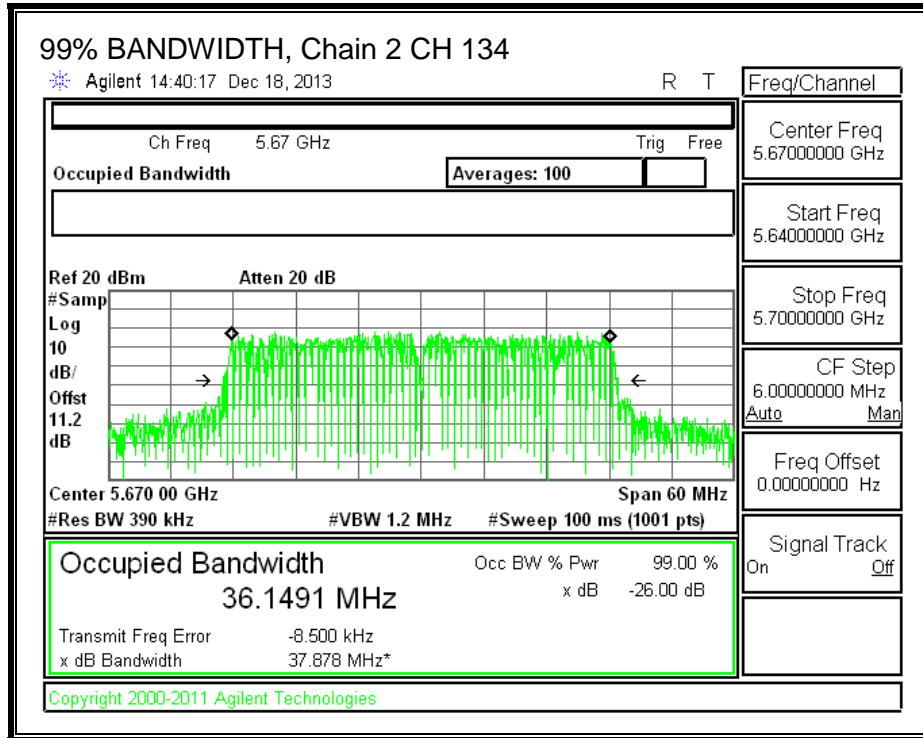 99% BANDWIDTH, Chain 2 CH 134
Agilent 14:40:17 Dec 18, 2013 R T
Freq/Channel
Ch Freq 5.67 GHz Trig Free
Occupied Bandwidth Averages: 100
Center Freq
5.67000000 GHz
Start Freq
5.64000000 GHz
Stop Freq
5.70000000 GHz
CF Step
6.00000000 MHz
Auto Man
Freq Offset
0.00000000 Hz
Signal Track
On Off
Ref 20 dBm Atten 20 dB
#Samp
Log
10
dB/
Offst
11.2
dB
Center 5.670 00 GHz Span 60 MHz
#Res BW 390 kHz #VBW 1.2 MHz #Sweep 100 ms (1001 pts)
Occupied Bandwidth Occ BW % Pwr 99.00 %
36.1491 MHz x dB -26.00 dB
Transmit Freq Error -8.500 kHz
x dB Bandwidth 37.878 MHz*
Copyright 2000-2011 Agilent Technologies